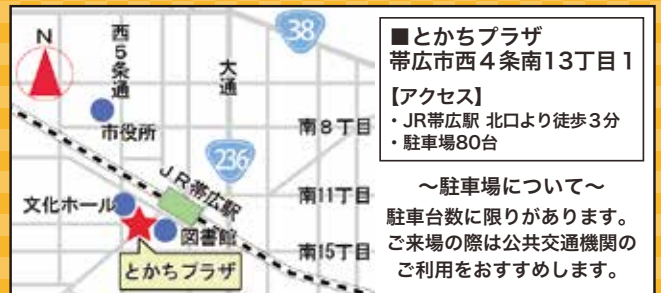 N
西5条通
38
大通
市役所
南8丁目
236
JR帯広駅
文化ホール
南11丁目
図書館
南15丁目
とかちプラザ
■とかちプラザ
帯広市西4条南13丁目1
【アクセス】
・JR帯広駅 北口より徒歩3分
・駐車場80台
～駐車場について～
駐車台数に限りがあります。
ご来場の際は公共交通機関の
ご利用をおすすめします。